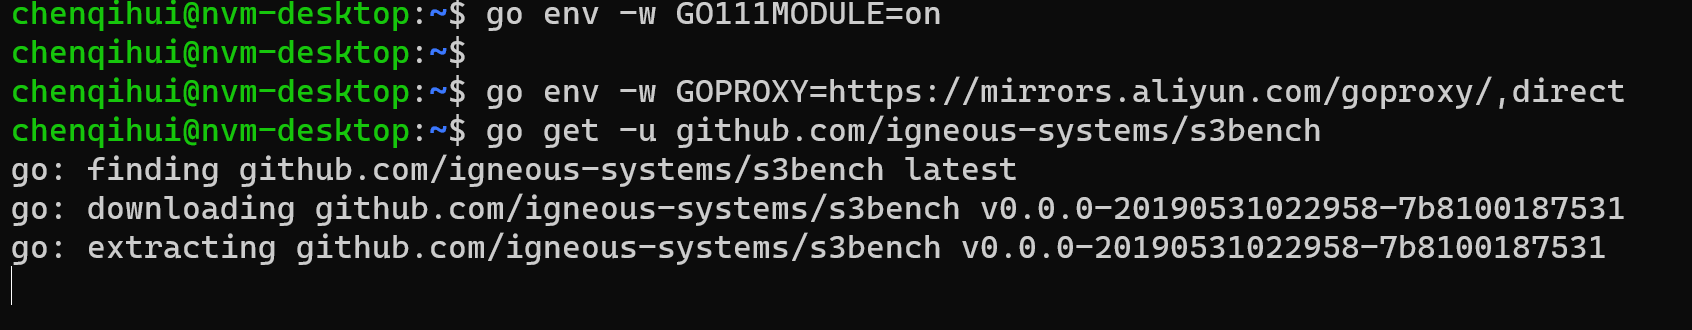 chenqihui@nvm-desktop:~$ go env -w GO111MODULE=on
chenqihui@nvm-desktop:~$
chenqihui@nvm-desktop:~$ go env -w GOPROXY=https://mirrors.aliyun.com/goproxy/,direct
chenqihui@nvm-desktop:~$ go get -u github.com/igneous-systems/s3bench
go: finding github.com/igneous-systems/s3bench latest
go: downloading github.com/igneous-systems/s3bench v0.0.0-20190531022958-7b8100187531
go: extracting github.com/igneous-systems/s3bench v0.0.0-20190531022958-7b8100187531